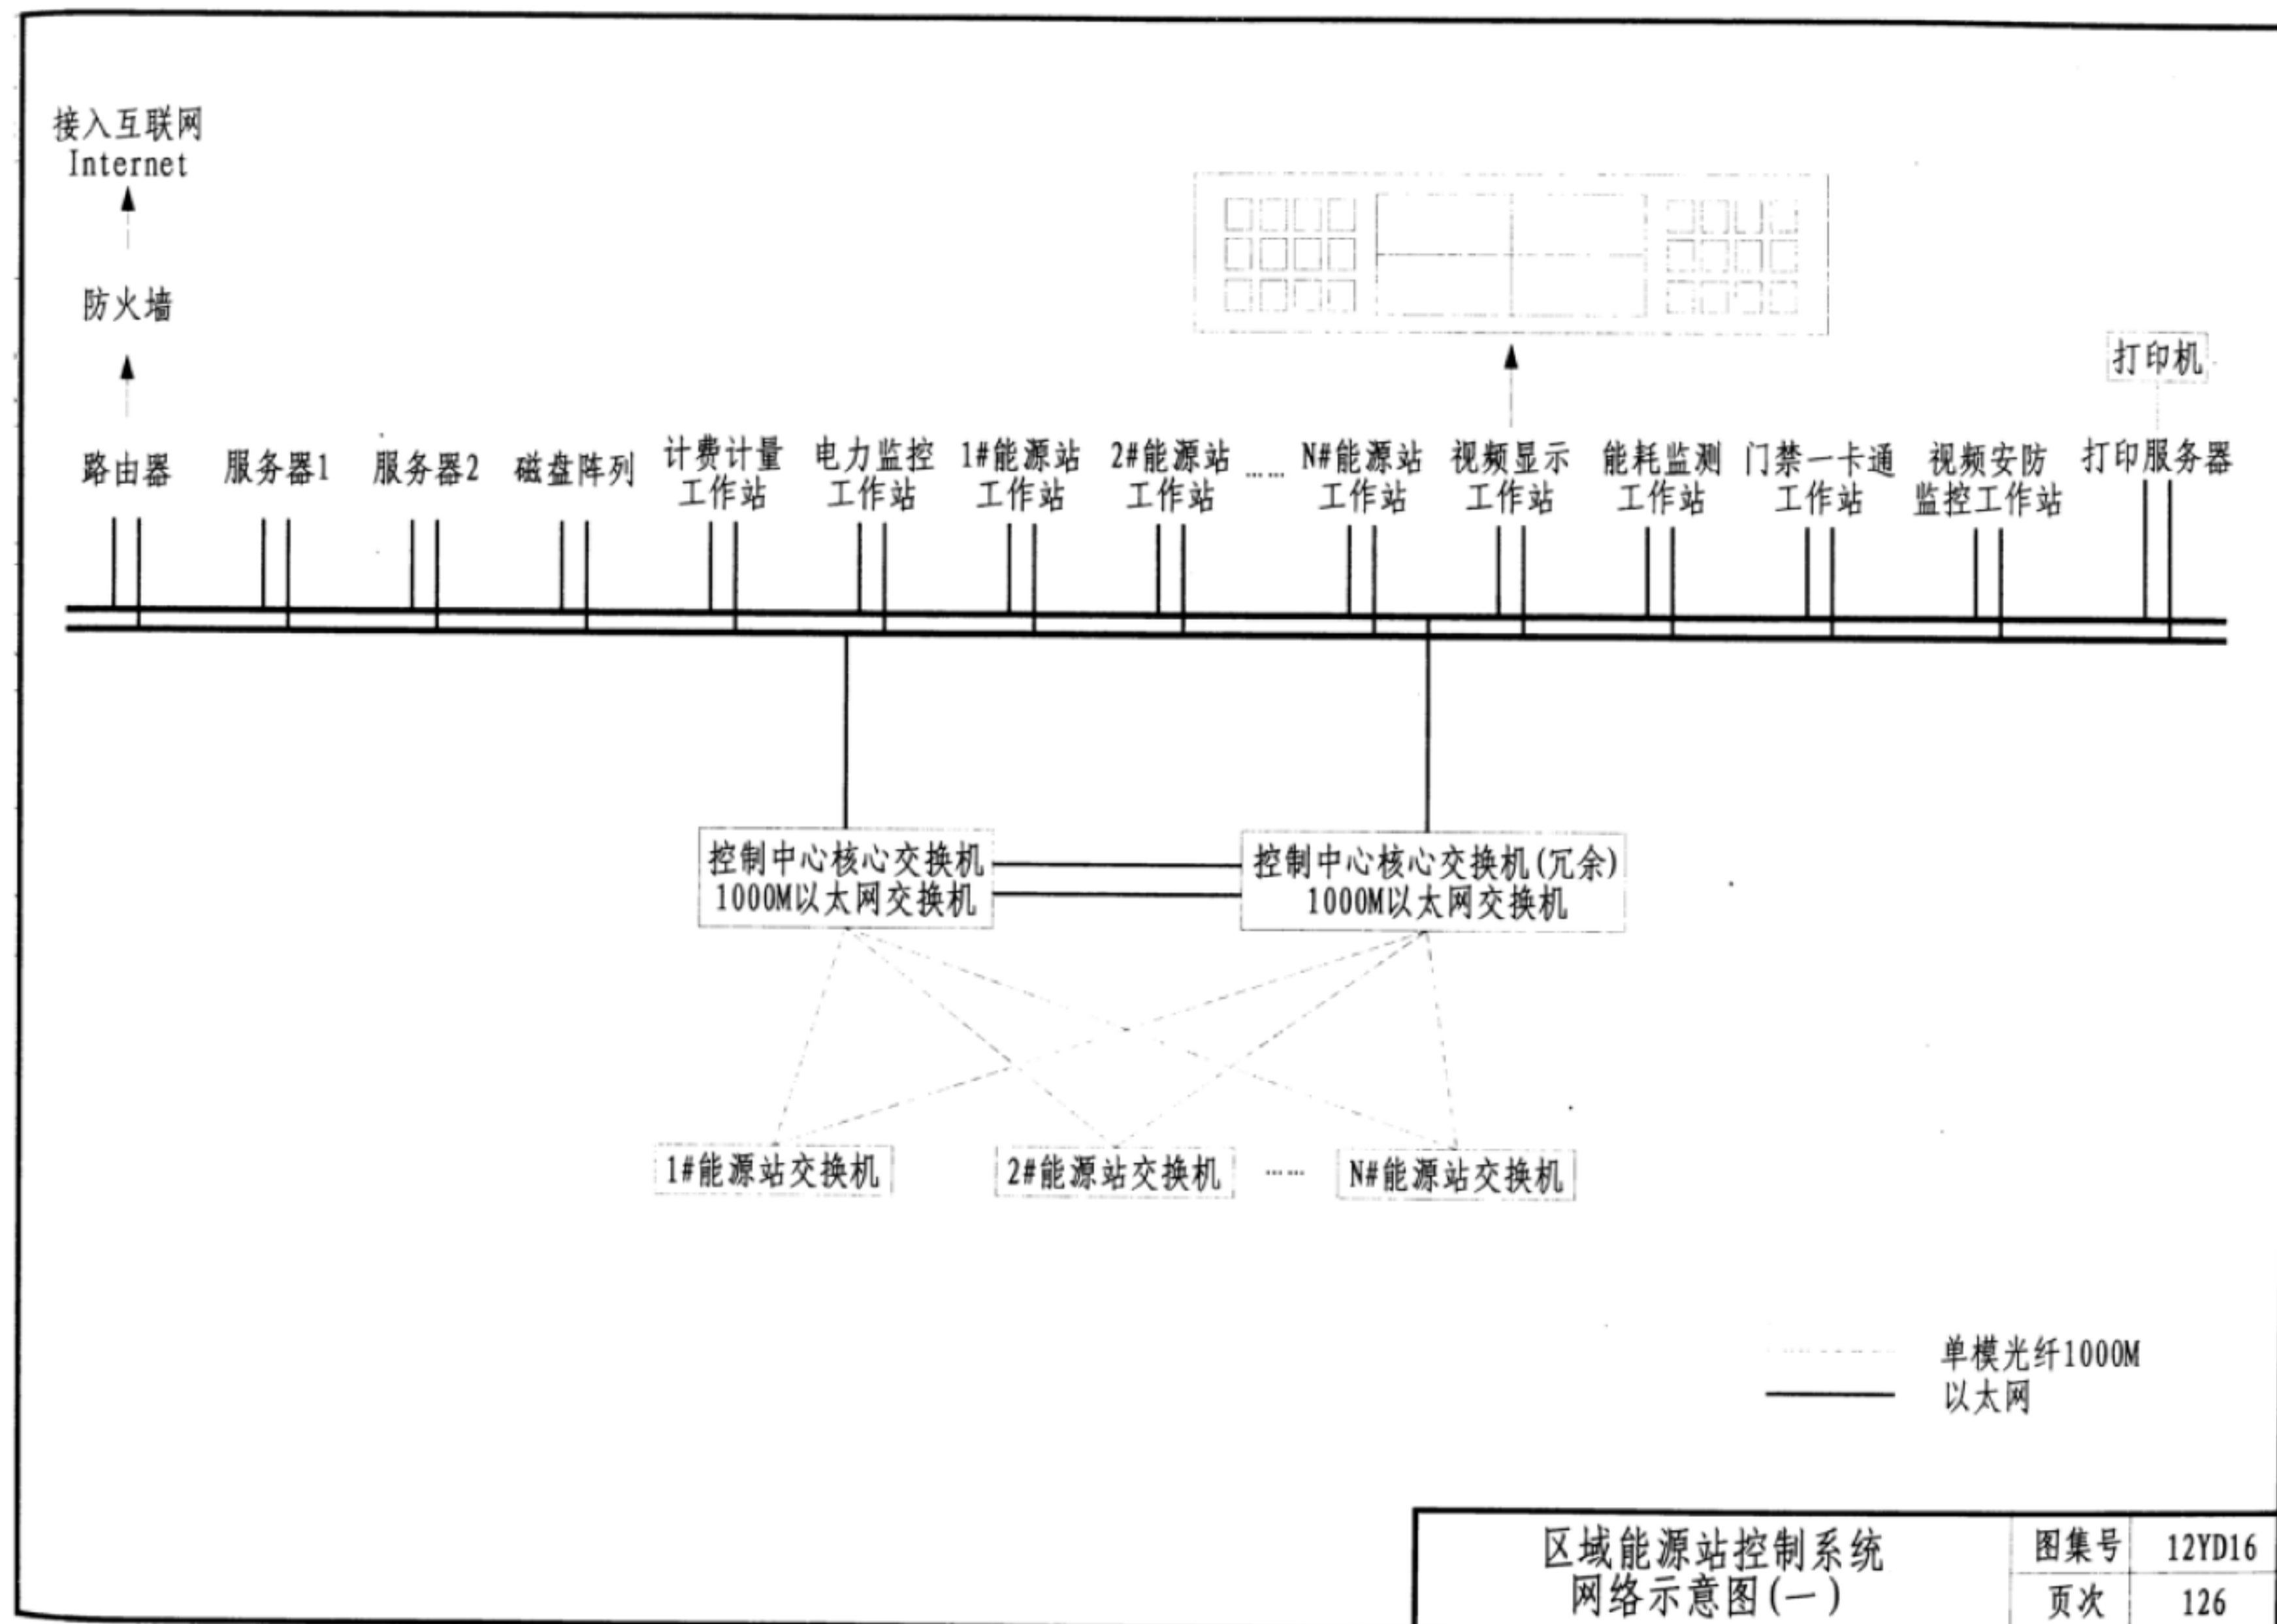 接入互联网
Internet
防火墙
打印机
路由器
服务器1
服务器2
磁盘阵列
计费计量
工作站
电力监控
工作站
1#能源站
工作站
2#能源站
工作站
……
N#能源站
工作站
视频显示
工作站
能耗监测
工作站
门禁一卡通
工作站
视频安防
监控工作站
打印服务器
控制中心核心交换机
1000M以太网交换机
控制中心核心交换机(冗余)
1000M以太网交换机
1#能源站交换机
2#能源站交换机
……
N#能源站交换机
单模光纤1000M
以太网
区域能源站控制系统
网络示意图(一)
图集号
12YD16
页次
126